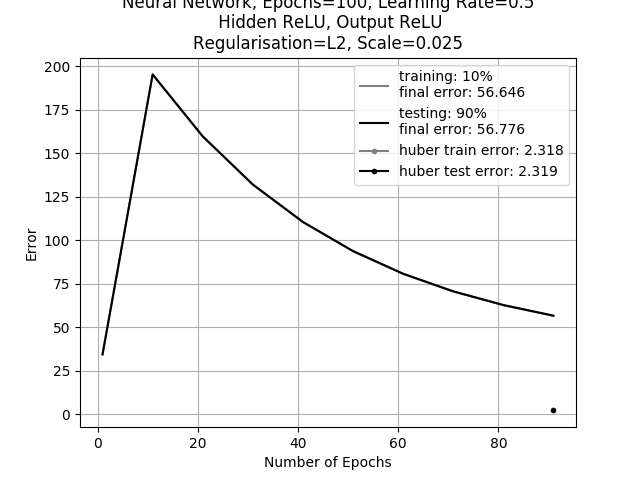 Neural Network, Epochs=100, Learning Rate=0.5
Hidden ReLU, Output ReLU
Regularisation=L2, Scale=0.025
200
175
150
125
100
75
50
25
0
Error
training: 10%
final error: 56.646
testing: 90%
final error: 56.776
huber train error: 2.318
huber test error: 2.319
0
20
40
60
80
Number of Epochs